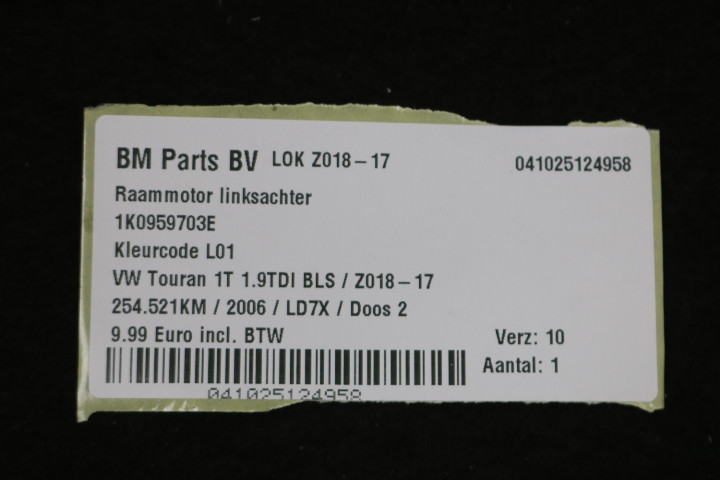 BM Parts BV LOK Z018-17 041025124958
Raammotor linksachter
1K0959703E
Kleurcode L01
VW Touran 1T 1.9TDI BLS / Z018-17
254.521KM / 2006 / LD7X / Doos 2
9.99 Euro incl. BTW Verz: 10
Aantal: 1
041025124958